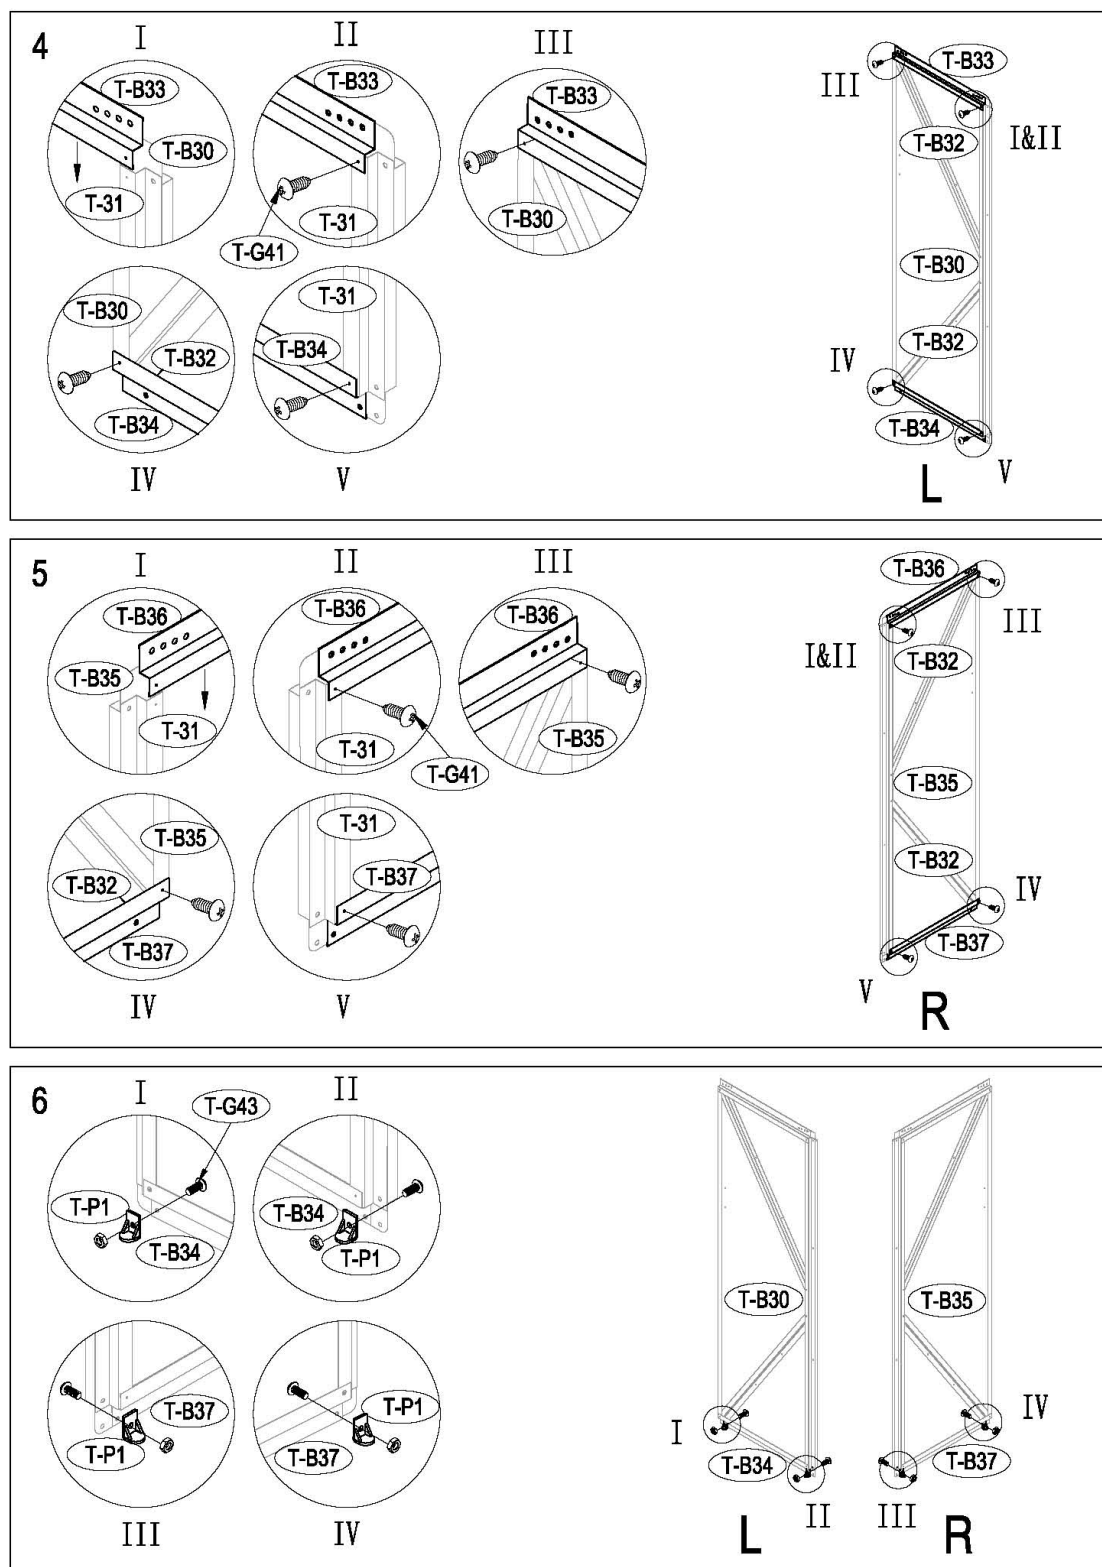 4
I
II
III
T-B33
T-B30
T-31
T-B33
T-31
T-G41
T-B33
T-B30
T-B30
T-B32
T-B34
T-31
T-B34
IV
V
T-B33
III
T-B32
I&II
T-B30
T-B32
IV
T-B34
V
L
5
I
II
III
T-B36
T-B35
T-31
T-B36
T-31
T-G41
T-B36
T-B35
T-B35
T-B32
T-B37
T-31
T-B37
IV
V
T-B36
III
I&II
T-B32
T-B35
T-B32
IV
T-B37
V
R
6
I
II
T-G43
T-P1
T-B34
T-B34
T-P1
T-B37
T-P1
T-P1
T-B37
III
IV
T-B30
T-B35
I
IV
T-B34
T-B37
II
III
L
R